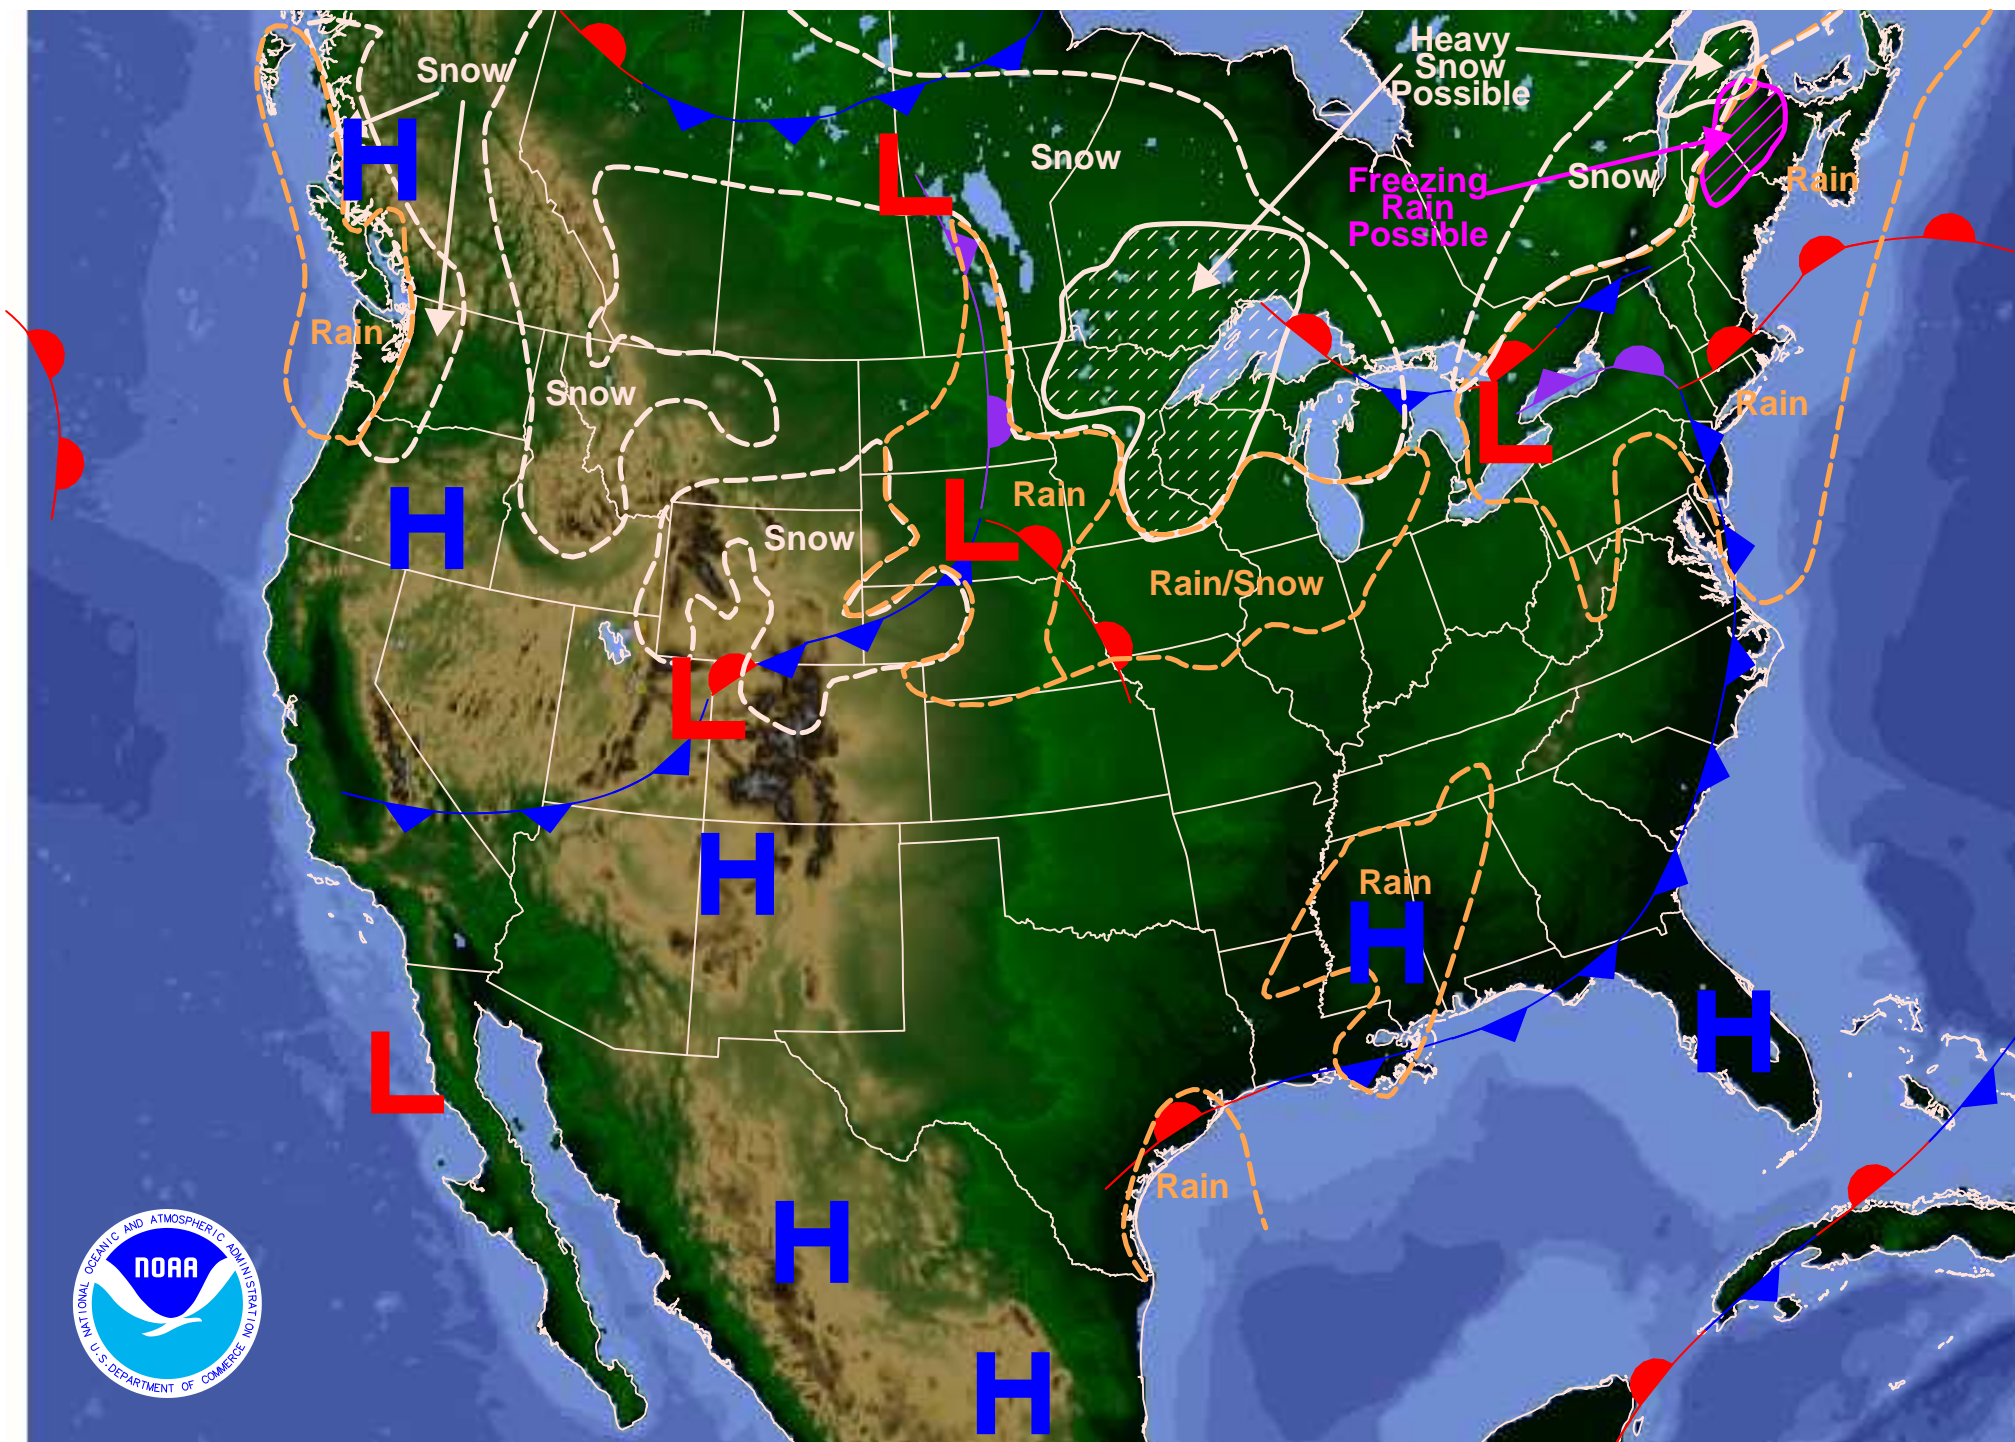 Heavy
Snow
Possible
Snow
Snow
Freezing
Rain
Possible
Snow
Rain
Rain
Snow
Rain
Rain
Snow
Rain/Snow
Rain
Rain
H
L
L
H
L
L
H
H
H
L
H
H
NATIONAL OCEANIC AND ATMOSPHERIC ADMINISTRATION
NOAA
U.S. DEPARTMENT OF COMMERCE